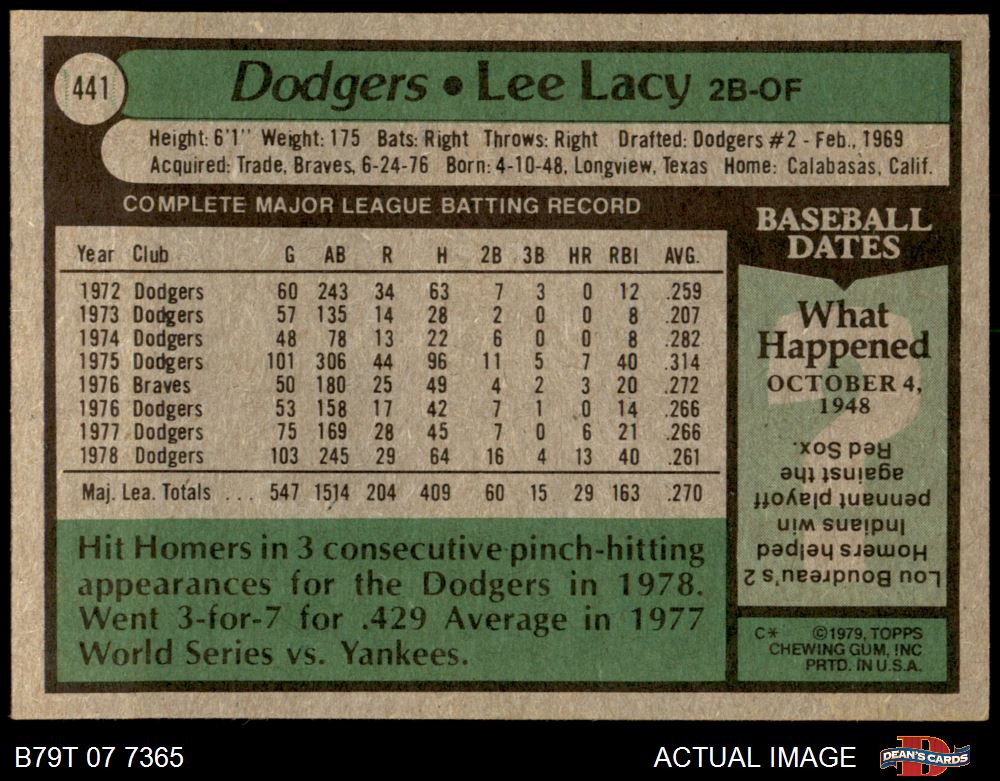 441
Dodgers • Lee Lacy 2B-OF
Height: 6'1" Weight: 175 Bats: Right Throws: Right Drafted: Dodgers #2 - Feb., 1969
Acquired: Trade, Braves, 6-24-76 Born: 4-10-48, Longview, Texas Home: Calabasas, Calif.
COMPLETE MAJOR LEAGUE BATTING RECORD
Year Club G AB R H 2B 3B HR RBI AVG.
1972 Dodgers 60 243 34 63 7 3 0 12 .259
1973 Dodgers 57 135 14 28 2 0 0 8 .207
1974 Dodgers 48 78 13 22 6 0 0 8 .282
1975 Dodgers 101 306 44 96 11 5 7 40 .314
1976 Braves 50 180 25 49 4 2 3 20 .272
1976 Dodgers 53 158 17 42 7 1 0 14 .266
1977 Dodgers 75 169 28 45 7 0 6 21 .266
1978 Dodgers 103 245 29 64 16 4 13 40 .261
Maj. Lea. Totals ... 547 1514 204 409 60 15 29 163 .270
Hit Homers in 3 consecutive pinch-hitting
appearances for the Dodgers in 1978.
Went 3-for-7 for .429 Average in 1977
World Series vs. Yankees.
BASEBALL
DATES
What
Happened
OCTOBER 4,
1948
Lou Boudreau's 2
Homers helped
Indians win
pennant playoff
against the
Red Sox.
C* ©1979, TOPPS
CHEWING GUM, INC
PRTD. IN U.S.A.
B79T 07 7365
ACTUAL IMAGE
DEAN'S CARDS